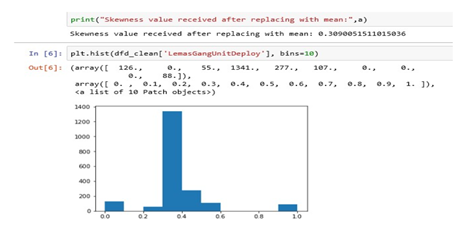 print("Skewness value received after replacing with mean:",a)
Skewness value received after replacing with mean: 0.3090051511015036
In [6]: plt.hist(dfd_clean['LemasGangUnitDeploy'], bins=10)
Out[6]: (array([ 126.,    0.,   55., 1341.,  277.,  107.,    0.,    0.,
0.,   88.]),
array([ 0. ,  0.1,  0.2,  0.3,  0.4,  0.5,  0.6,  0.7,  0.8,  0.9,  1. ]),
<a list of 10 Patch objects>)
1400
1200
1000
800
600
400
200
0
0.0 0.2 0.4 0.6 0.8 1.0